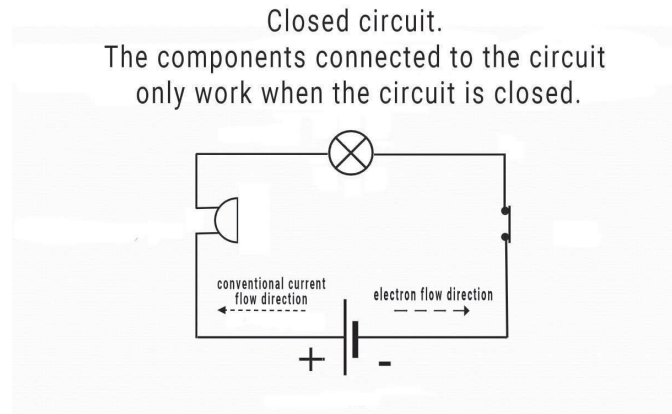 Closed circuit.
The components connected to the circuit
only work when the circuit is closed.
conventional current
flow direction
electron flow direction
+
-